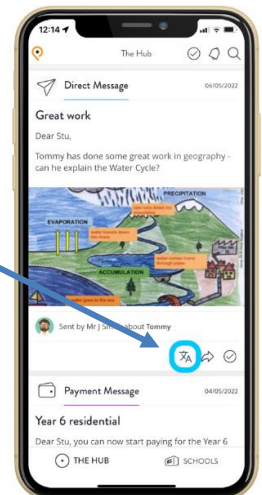 12:14
The Hub
Direct Message
06/05/2022
Great work
Dear Stu,
Tommy has done some great work in geography -
can he explain the Water Cycle?
PRECIPITATION
EVAPORATION
ACCUMULATION
Sent by Mr J about Tommy
Payment Message
04/05/2022
Year 6 residential
Dear Stu, you can now start paying for the Year 6
THE HUB
SCHOOLS